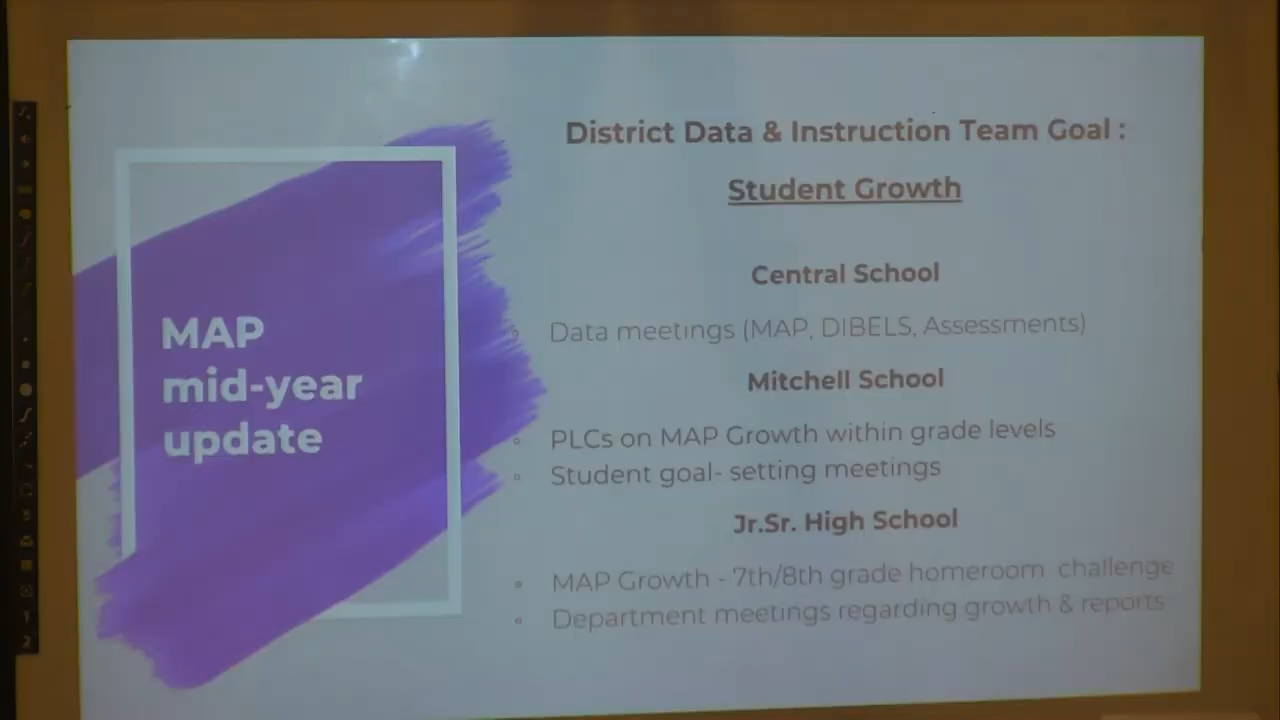 MAP
mid-year
update
District Data & Instruction Team Goal :
Student Growth
Central School
Data meetings (MAP, DIBELS, Assessments)
Mitchell School
PLCs on MAP Growth within grade levels
Student goal- setting meetings
Jr.Sr. High School
MAP Growth - 7th/8th grade homeroom challenge
Department meetings regarding growth & reports